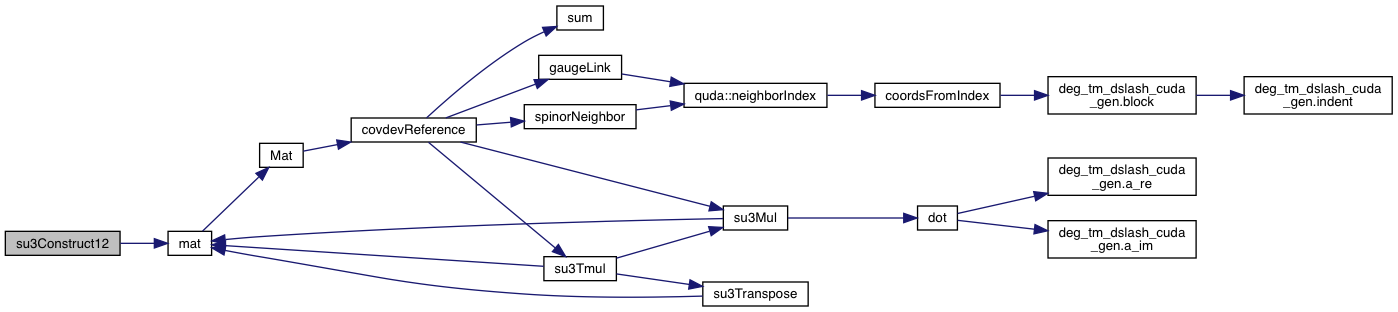 sum
gaugeLink
quda::neighborIndex
coordsFromIndex
deg_tm_dslash_cuda
_gen.block
deg_tm_dslash_cuda
_gen.indent
spinorNeighbor
covdevReference
Mat
deg_tm_dslash_cuda
_gen.a_re
su3Mul
dot
deg_tm_dslash_cuda
_gen.a_im
su3Construct12
mat
su3Tmul
su3Transpose